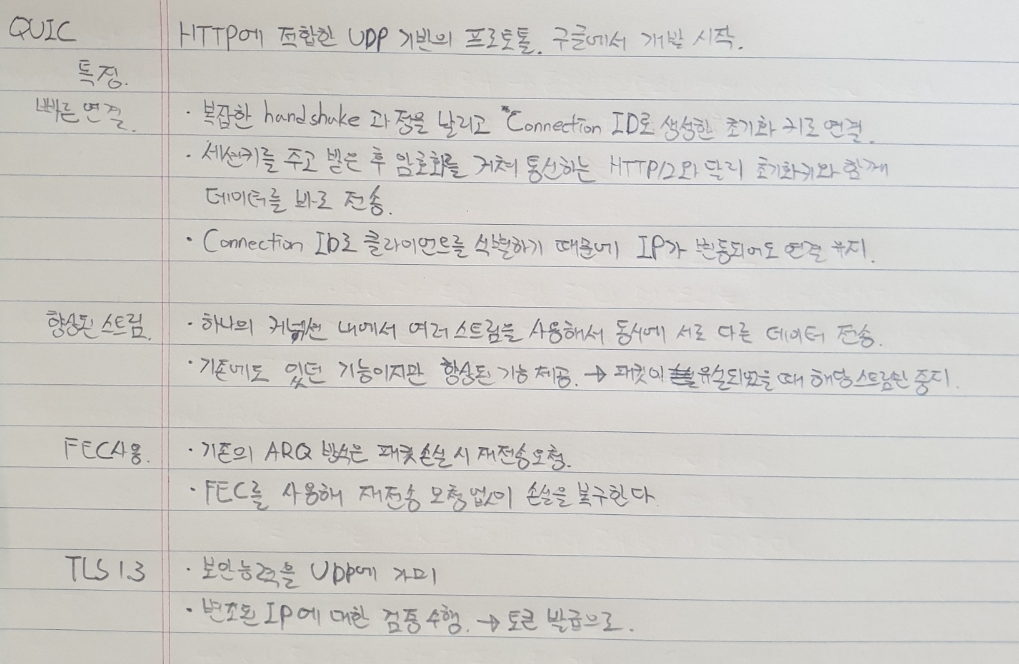 QUIC HTTP에 적합한 UDP 기반의 프로토톨. 구글에서 개발 시작.
특징.
빠른 연결. · 복잡한 handshake 과정을 날리고 *Connection ID로 생성한 초기화 키로 연결.
· 세션키를 주고 받은 후 암호화를 거쳐 통신하는 HTTP/2와 달리 초기화키와 함께
데이터를 바로 전송.
· Connection ID로 클라이언트를 식별하기 때문에 IP가 변동되어도 연결 유지.
향상된 스트림. · 하나의 커넥션 내에서 여러 스트림을 사용해서 동시에 서로 다른 데이터 전송.
· 기존에도 있던 기능이지만 향상된 기능 제공. → 패킷이 유실되었을 때 해당 스트림만 중지.
FEC사용. · 기존의 ARQ 방식은 패킷 손실 시 재전송 요청.
· FEC를 사용해 재전송 요청 없이 손실을 복구한다.
TLS 1.3 · 보안능력을 UDP에 가미
· 변조된 IP에 대한 검증 수행. → 토큰 발급으로.